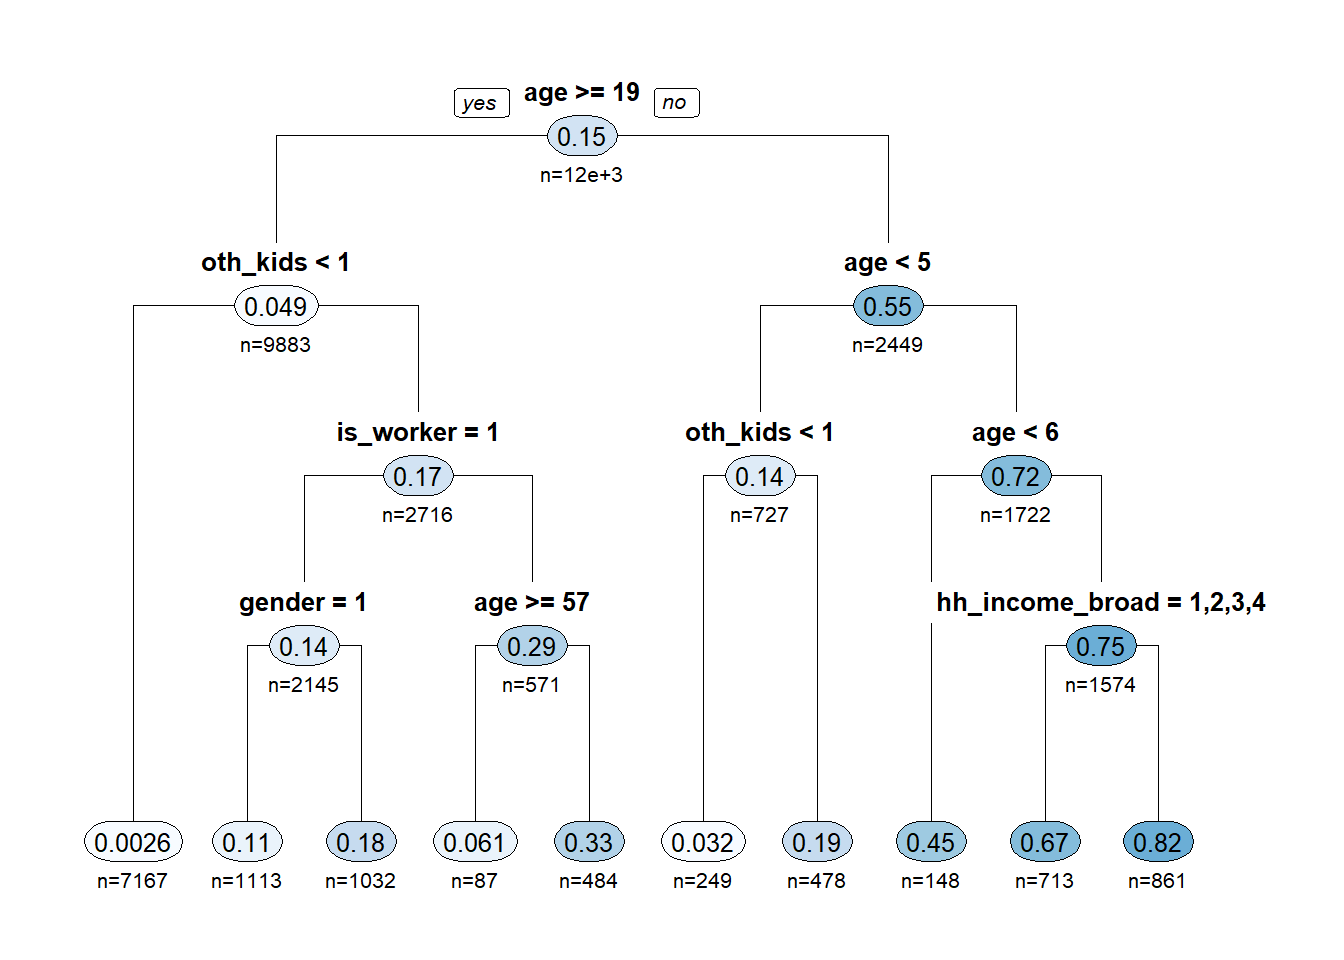 yes age >= 19 no
0.15
n=12e+3
oth_kids < 1 age < 5
0.049 0.55
n=9883 n=2449
is_worker = 1 oth_kids < 1 age < 6
0.17 0.14 0.72
n=2716 n=727 n=1722
gender = 1 age >= 57 hh_income_broad = 1,2,3,4
0.14 0.29 0.75
n=2145 n=571 n=1574
0.0026 0.11 0.18 0.061 0.33 0.032 0.19 0.45 0.67 0.82
n=7167 n=1113 n=1032 n=87 n=484 n=249 n=478 n=148 n=713 n=861